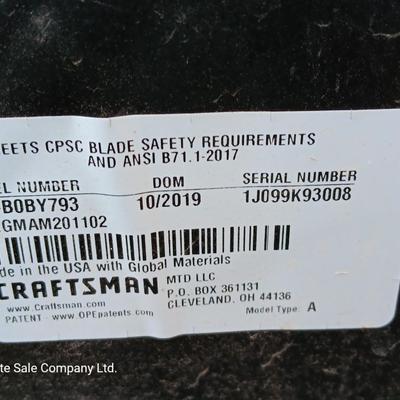 EETS CPSC BLADE SAFETY REQUIREMENTS
AND ANSI B71.1-2017
EL NUMBER DOM SERIAL NUMBER
B0BY793 10/2019 1J099K93008
GMAM201102
de in the USA with Global Materials
CRAFTSMAN MTD LLC
www.Craftsman.com P.O. BOX 361131
CLEVELAND, OH 44136
PATENT - www.OPEpatents.com Model Type: A
te Sale Company Ltd.